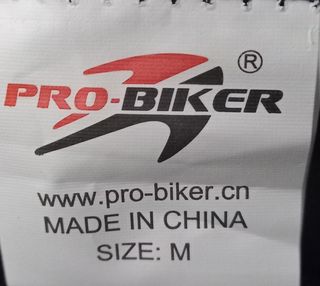 ®
PRO-BIKER
www.pro-biker.cn
MADE IN CHINA
SIZE: M